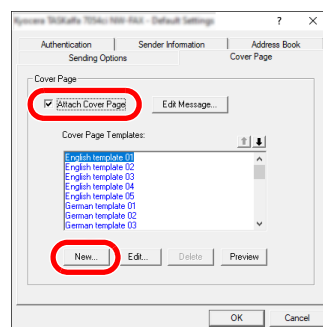 Kyocera TASKalfa 7054ci NW-FAX - Default Settings
? X
Authentication Sender Information Address Book
Sending Options Cover Page
Cover Page
Attach Cover Page Edit Message...
Cover Page Templates:
English template 01
English template 02
English template 03
English template 04
English template 05
German template 01
German template 02
German template 03
New... Edit... Delete Preview
OK Cancel